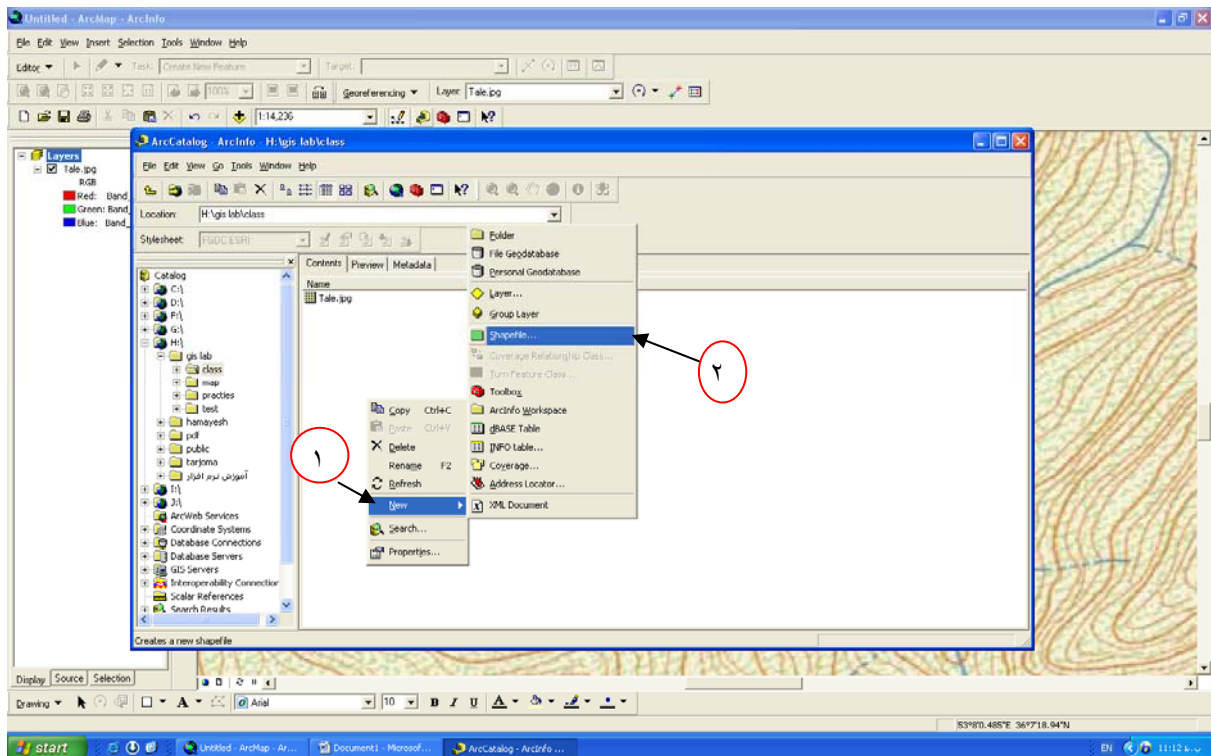 Untitled - ArcMap - ArcInfo
File Edit View Insert Selection Tools Window Help
Editor Task: Create New Feature Target:
100% Georeferencing Layer: Tale.jpg
1:14,236
Layers
Tale.jpg
RGB
Red: Band_
Green: Band_
Blue: Band_
ArcCatalog - ArcInfo - H:\gis lab\class
File Edit View Go Tools Window Help
Location: H:\gis lab\class
Stylesheet: FGDC ESRI
Contents Preview Metadata
Name
Tale.jpg
Catalog
C:\
D:\
F:\
G:\
H:\
gis lab
class
map
practies
test
hamayesh
pdf
public
tarjoma
آموزش نرم افزار
I:\
J:\
ArcWeb Services
Coordinate Systems
Database Connections
Database Servers
GIS Servers
Interoperability Connection
Scalar References
Search Results
Copy Ctrl+C
Paste Ctrl+V
Delete
Rename F2
Refresh
New
Search...
Properties...
Folder
File Geodatabase
Personal Geodatabase
Layer...
Group Layer
Shapefile...
Coverage Relationship Class...
Turn Feature Class...
Toolbox
ArcInfo Workspace
dBASE Table
INFO table...
Coverage...
Address Locator...
XML Document
۱
۲
Creates a new shapefile
Display Source Selection
Drawing A Arial 10 B I U A
53°8'0.485"E 36°7'18.94"N
start Untitled - ArcMap - Ar... Document1 - Microsof... ArcCatalog - ArcInfo ... EN 11:12 ب.ظ